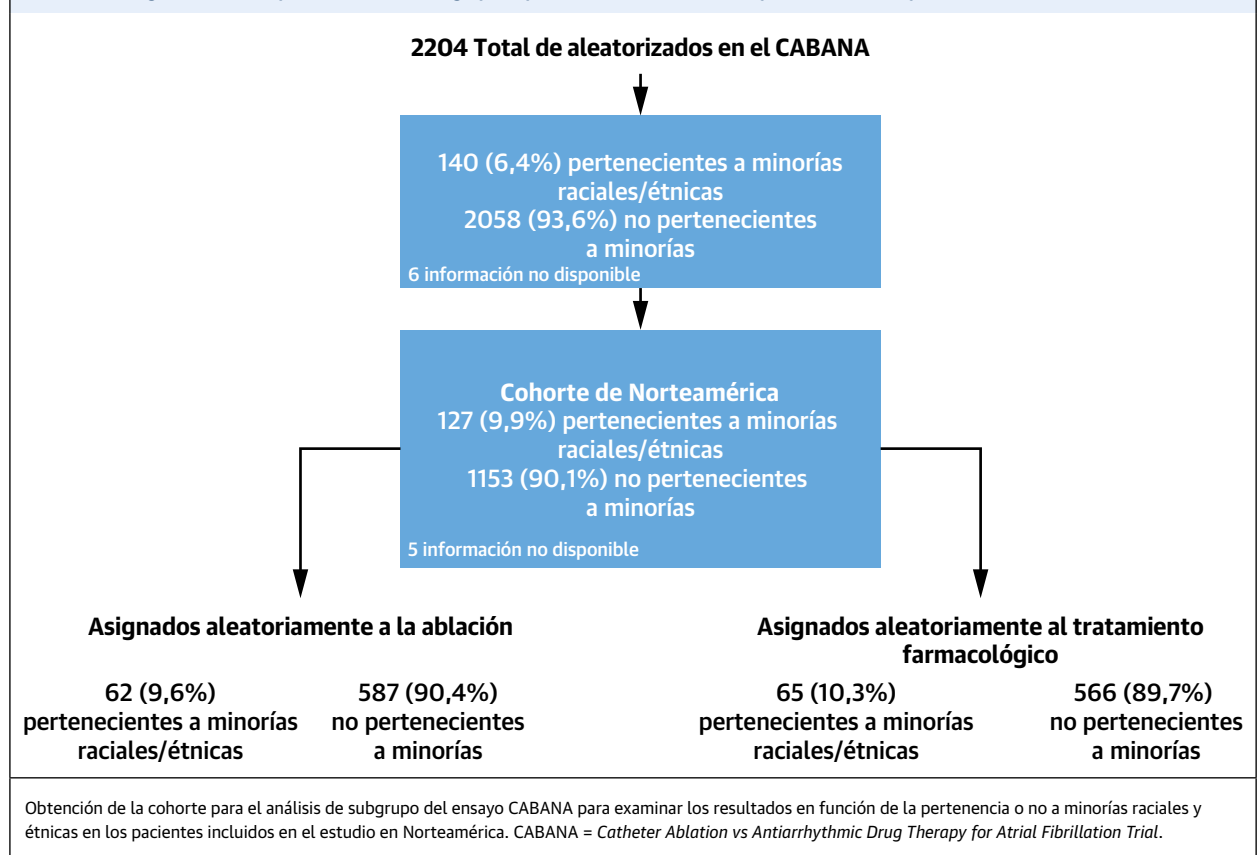 2204 Total de aleatorizados en el CABANA
140 (6,4%) pertenecientes a minorías
raciales/étnicas
2058 (93,6%) no pertenecientes
a minorías
6 información no disponible
Cohorte de Norteamérica
127 (9,9%) pertenecientes a minorías
raciales/étnicas
1153 (90,1%) no pertenecientes
a minorías
5 información no disponible
Asignados aleatoriamente a la ablación
62 (9,6%)
pertenecientes a minorías
raciales/étnicas
587 (90,4%)
no pertenecientes
a minorías
Asignados aleatoriamente al tratamiento
farmacológico
65 (10,3%)
pertenecientes a minorías
raciales/étnicas
566 (89,7%)
no pertenecientes
a minorías
Obtención de la cohorte para el análisis de subgrupo del ensayo CABANA para examinar los resultados en función de la pertenencia o no a minorías raciales y
étnicas en los pacientes incluidos en el estudio en Norteamérica. CABANA = Catheter Ablation vs Antiarrhythmic Drug Therapy for Atrial Fibrillation Trial.